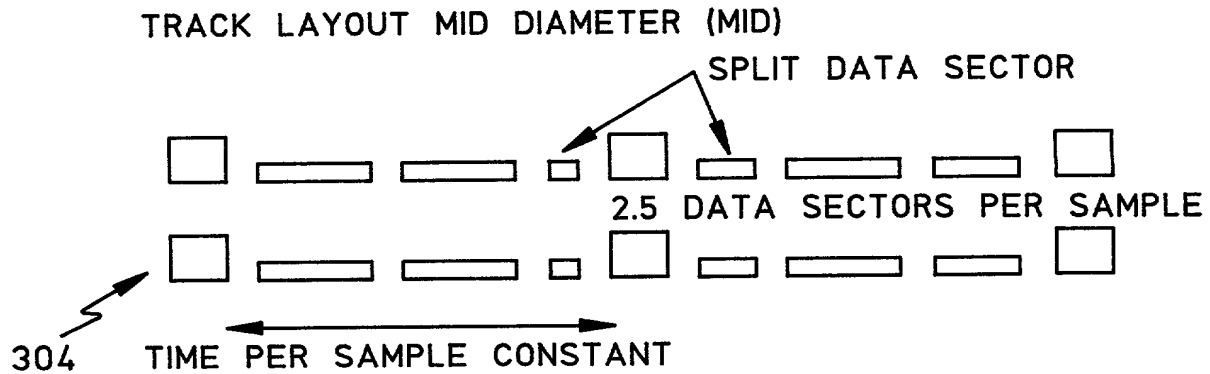 TRACK LAYOUT MID DIAMETER (MID)
SPLIT DATA SECTOR
2.5 DATA SECTORS PER SAMPLE
304
TIME PER SAMPLE CONSTANT